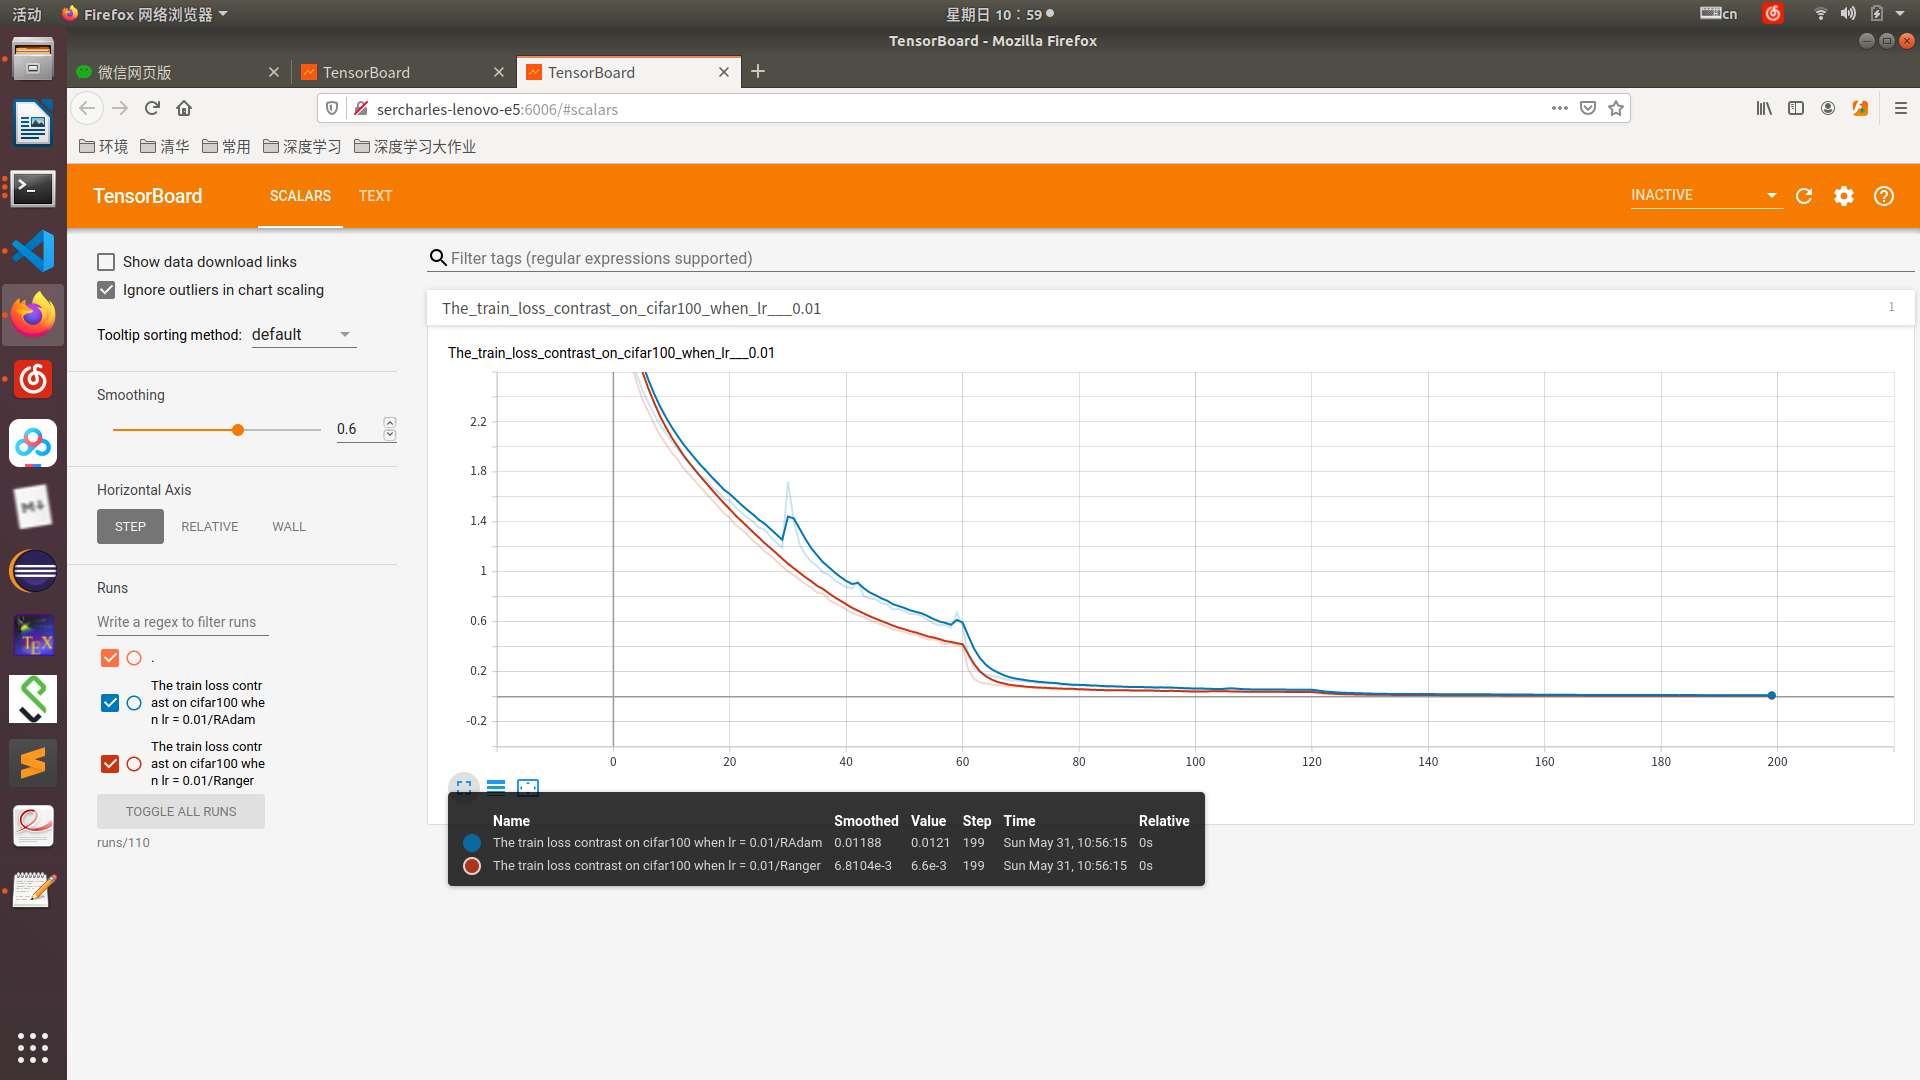 活动
Firefox 网络浏览器
星期日 10：59
cn
TensorBoard - Mozilla Firefox
微信网页版
TensorBoard
TensorBoard
sercharles-lenovo-e5:6006/#scalars
环境
清华
常用
深度学习
深度学习大作业
TensorBoard
SCALARS
TEXT
INACTIVE
Show data download links
Ignore outliers in chart scaling
Tooltip sorting method: default
Smoothing
0.6
Horizontal Axis
STEP
RELATIVE
WALL
Runs
Write a regex to filter runs
.
The train loss contr
ast on cifar100 whe
n lr = 0.01/RAdam
The train loss contr
ast on cifar100 whe
n lr = 0.01/Ranger
TOGGLE ALL RUNS
runs/110
Filter tags (regular expressions supported)
The_train_loss_contrast_on_cifar100_when_lr___0.01
1
The_train_loss_contrast_on_cifar100_when_lr___0.01
2.2
1.8
1.4
1
0.6
0.2
-0.2
0 20 40 60 80 100 120 140 160 180 200
Name Smoothed Value Step Time Relative
The train loss contrast on cifar100 when lr = 0.01/RAdam 0.01188 0.0121 199 Sun May 31, 10:56:15 0s
The train loss contrast on cifar100 when lr = 0.01/Ranger 6.8104e-3 6.6e-3 199 Sun May 31, 10:56:15 0s